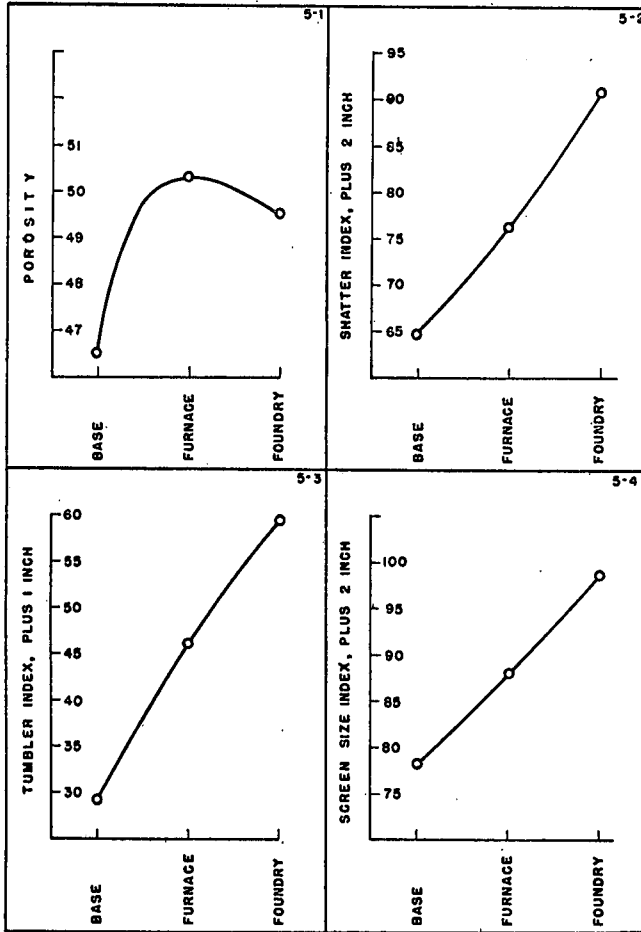 5-1
POROSITY
51
50
49
48
47
BASE
FURNACE
FOUNDRY
5-2
SHATTER INDEX, PLUS 2 INCH
95
90
85
80
75
70
65
BASE
FURNACE
FOUNDRY
5-3
TUMBLER INDEX, PLUS 1 INCH
60
55
50
45
40
35
30
BASE
FURNACE
FOUNDRY
5-4
SCREEN SIZE INDEX, PLUS 2 INCH
100
95
90
85
80
75
BASE
FURNACE
FOUNDRY